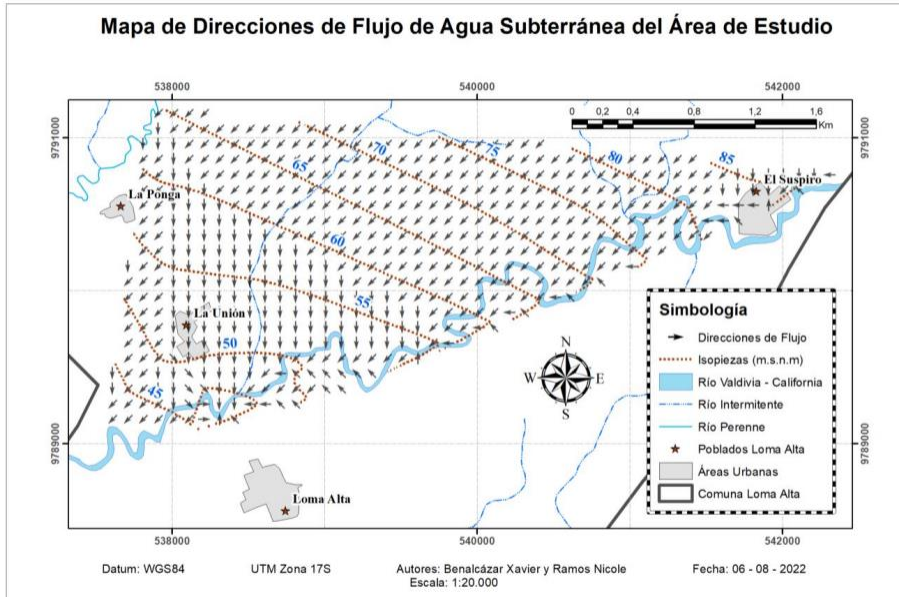 Mapa de Direcciones de Flujo de Agua Subterránea del Área de Estudio
538000 540000 542000
0 0,2 0,4 0,8 1,2 1,6
Km
9791000 9791000
65 70 75 80 85
El Suspiro
La Ponga
60
55
La Unión
50
45
Loma Alta
N
W E
S
Simbología
Direcciones de Flujo
Isopiezas (m.s.n.m)
Río Valdivia - California
Río Intermitente
Río Perenne
Poblados Loma Alta
Áreas Urbanas
Comuna Loma Alta
9789000 9789000
538000 540000 542000
Datum: WGS84 UTM Zona 17S Autores: Benalcázar Xavier y Ramos Nicole Fecha: 06 - 08 - 2022
Escala: 1:20.000